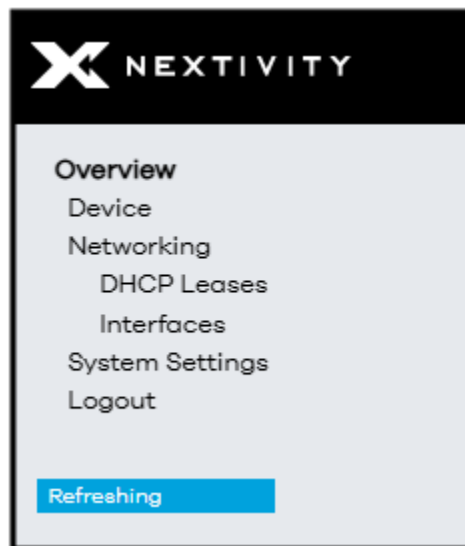 NEXTIVITY
Overview
Device
Networking
DHCP Leases
Interfaces
System Settings
Logout
Refreshing